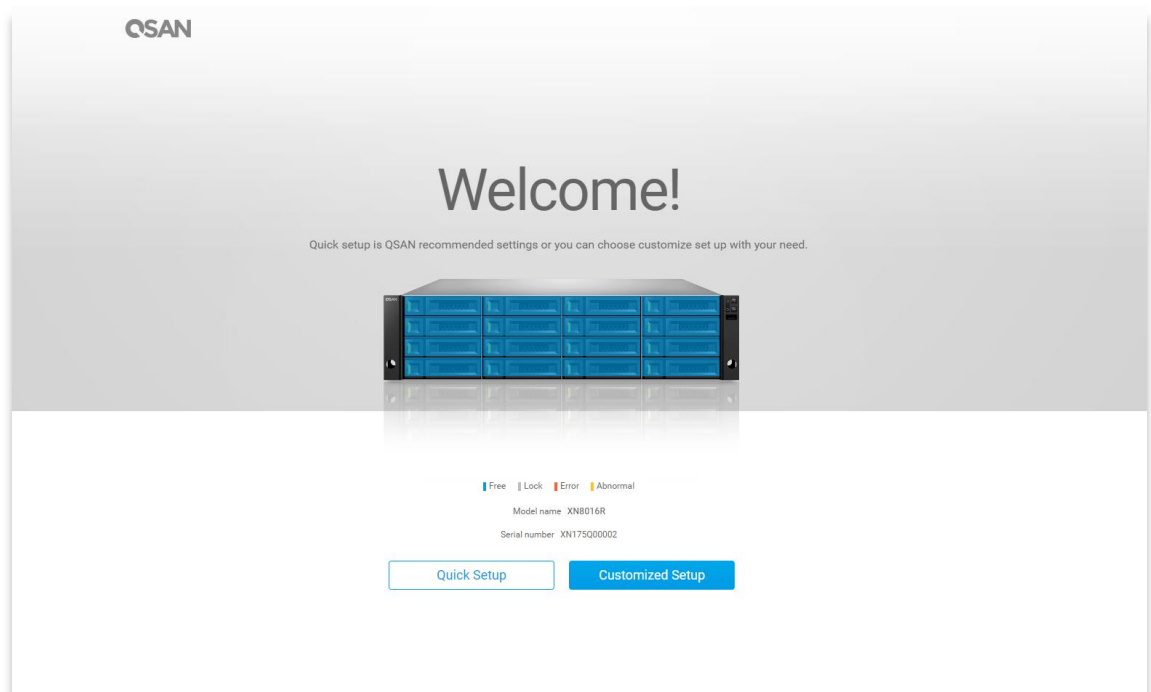 QSAN
Welcome!
Quick setup is QSAN recommended settings or you can choose customize set up with your need.
QSAN
Free Lock Error Abnormal
Model name XN8016R
Serial number XN175Q00002
Quick Setup Customized Setup